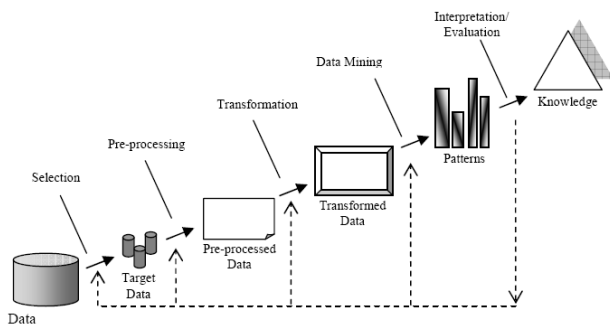 Interpretation/
Evaluation
Data Mining
Knowledge
Transformation
Patterns
Pre-processing
Transformed
Data
Selection
Pre-processed
Data
Target
Data
Data